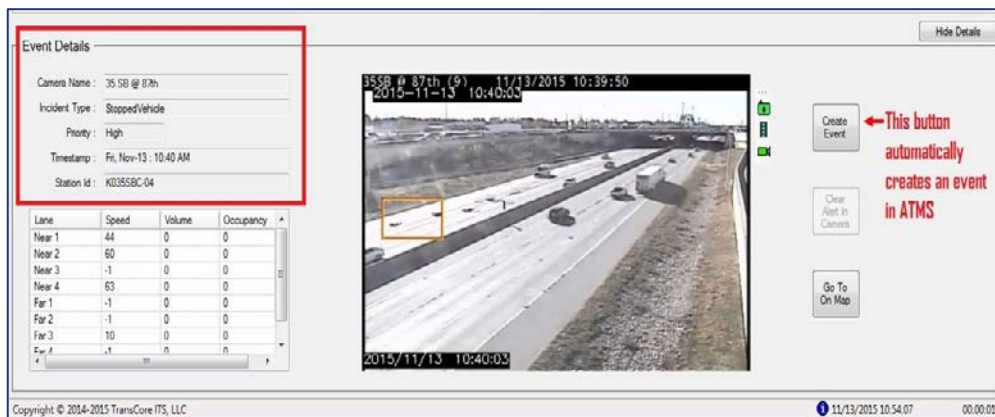 Hide Details
Event Details
Camera Name : 35 SB @ 87th
Incident Type : StoppedVehicle
Priority : High
Timestamp : Fri, Nov-13 : 10:40 AM
Station Id : K035SBC-04
Lane Speed Volume Occupancy
Near 1 44 0 0
Near 2 60 0 0
Near 3 -1 0 0
Near 4 63 0 0
Far 1 -1 0 0
Far 2 -1 0 0
Far 3 10 0 0
Far 4 -1 0 0
35SB @ 87th (9) 11/13/2015 10:39:50
2015-11-13 10:40:03
2015/11/13 10:40:03
Create
Event
This button
automatically
creates an event
in ATMS
Clear
Alert In
Camera
Go To
On Map
Copyright © 2014-2015 TransCore ITS, LLC
11/13/2015 10:54:07
00.00.01